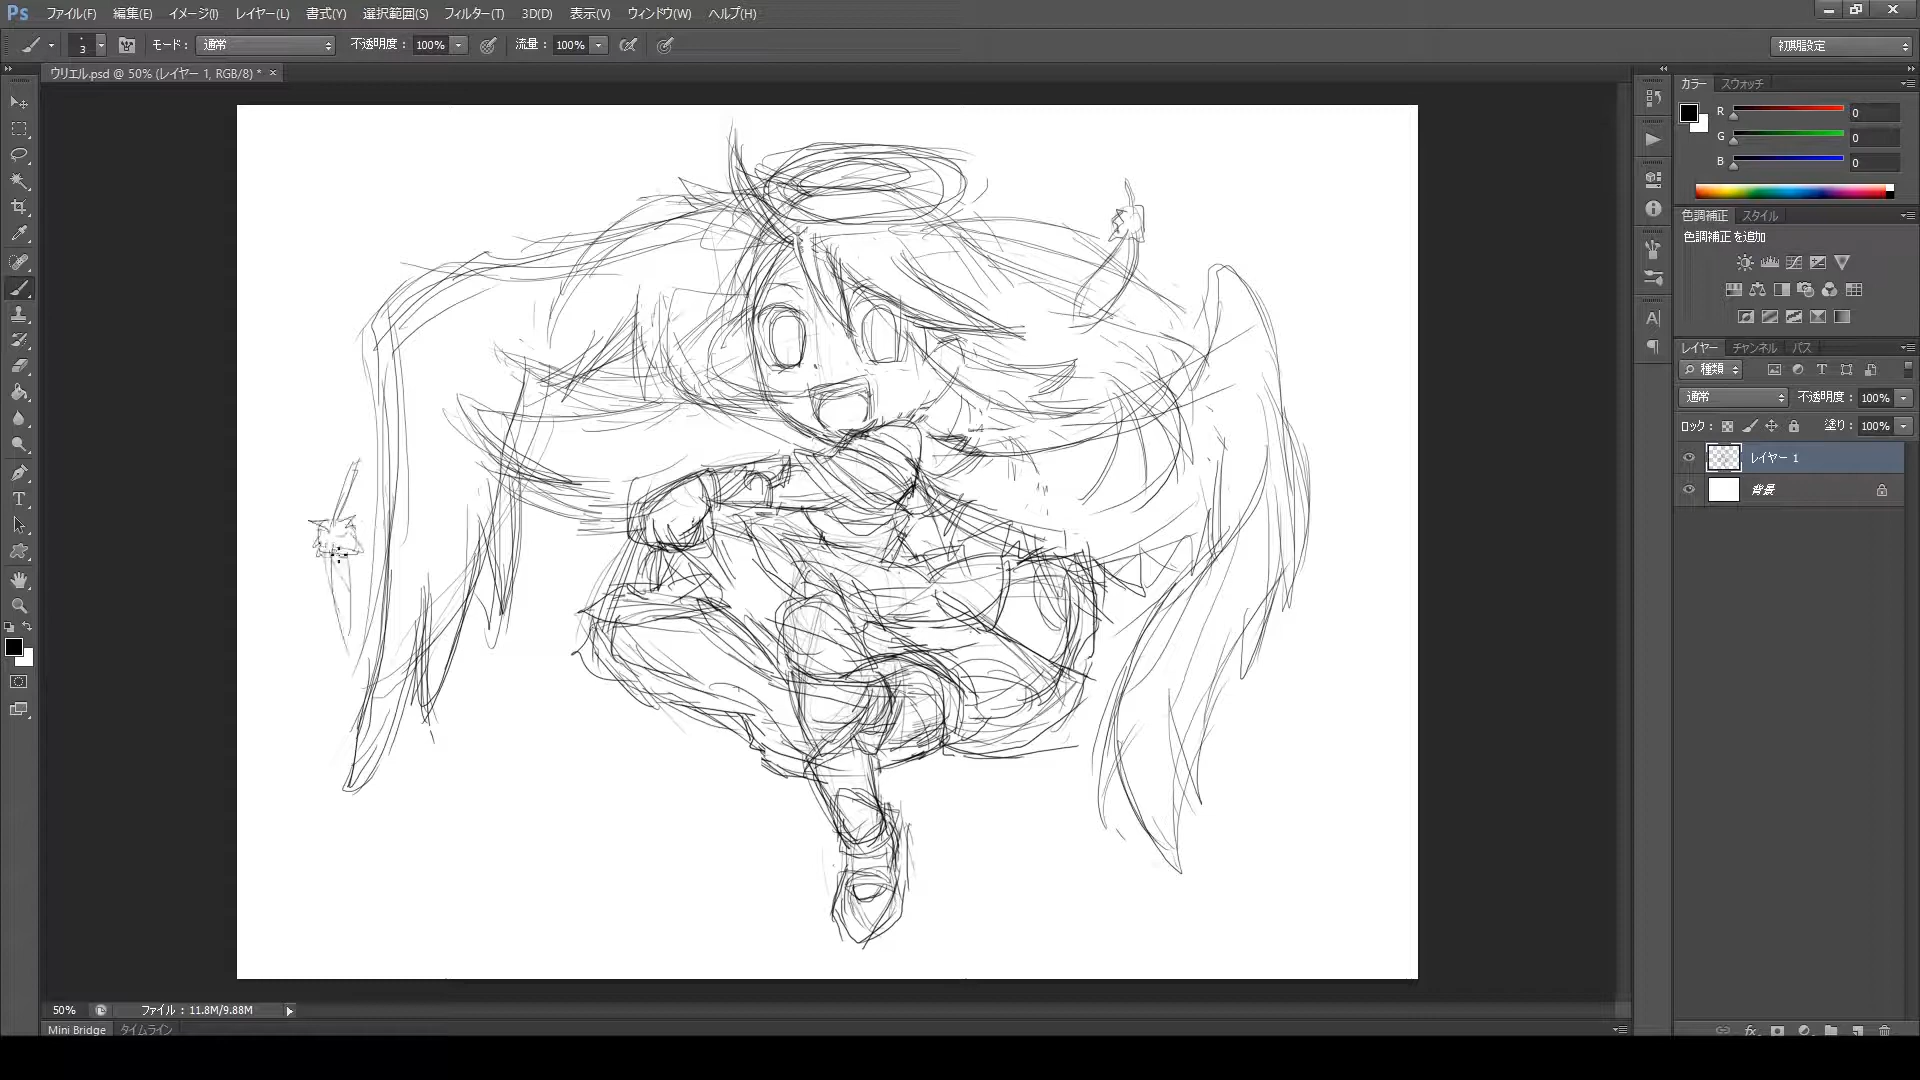 Ps ファイル(F) 編集(E) イメージ(I) レイヤー(L) 書式(Y) 選択範囲(S) フィルター(T) 3D(D) 表示(V) ウィンドウ(W) ヘルプ(H)
3 モード : 通常 不透明度 : 100% 流量 : 100% 初期設定
ウリエル.psd @ 50% (レイヤー 1, RGB/8) * ×
カラー スウォッチ
R 0
G 0
B 0
色調補正 スタイル
色調補正を追加
レイヤー チャンネル パス
種類
通常 不透明度 : 100%
ロック : 塗り : 100%
レイヤー 1
背景
50% ファイル : 11.8M/9.88M
Mini Bridge タイムライン